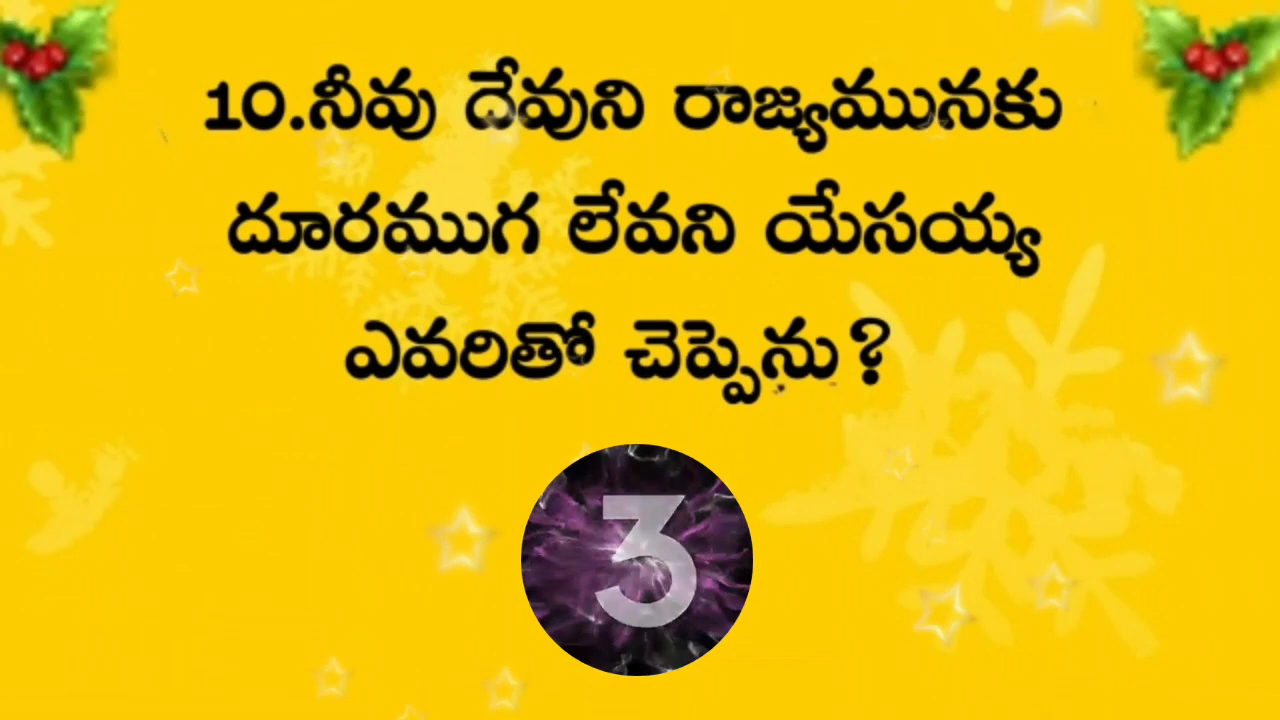 10.నీవు దేవుని రాజ్యమునకు
దూరముగ లేవని యేసయ్య
ఎవరితో చెప్పెను?
3